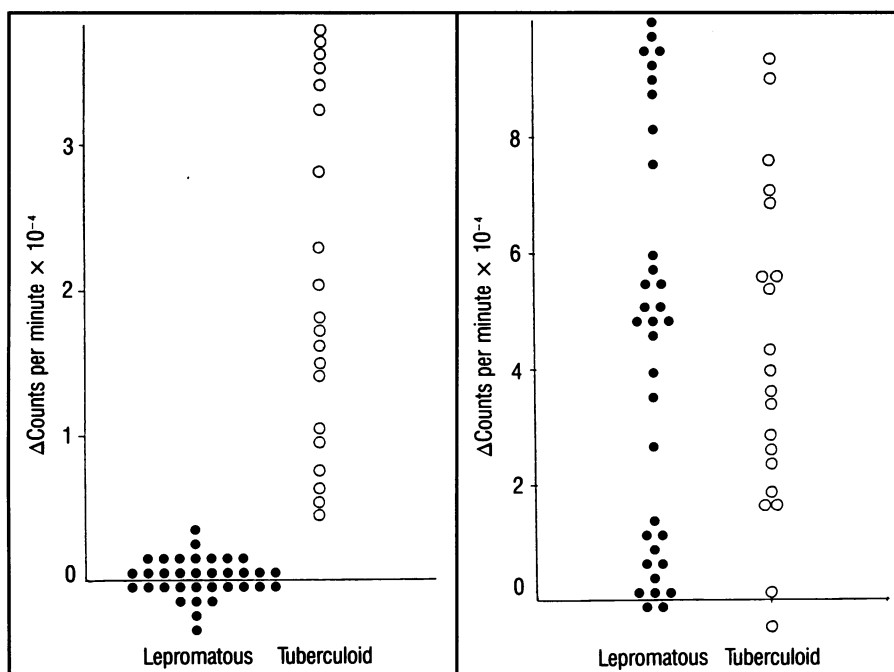 ΔCounts per minute × 10⁻⁴
3
2
1
0
Lepromatous Tuberculoid
ΔCounts per minute × 10⁻⁴
8
6
4
2
0
Lepromatous Tuberculoid